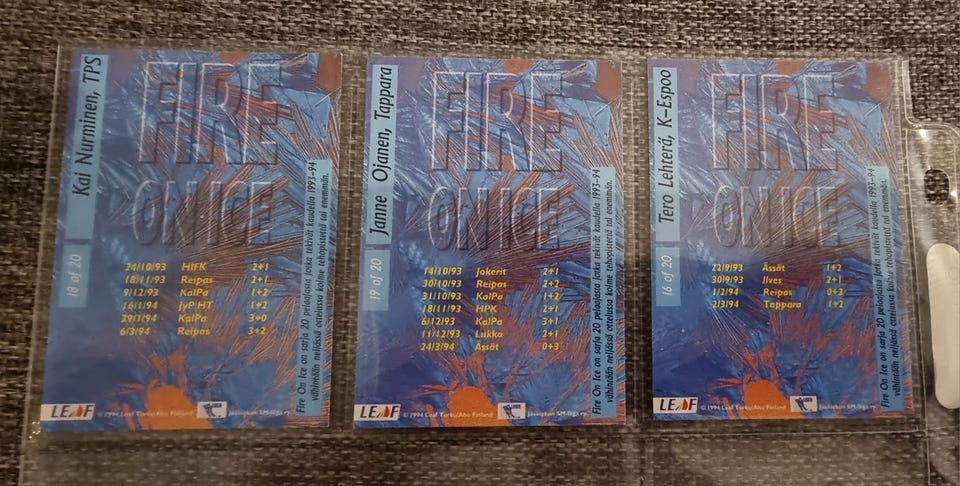 Kai Nurminen, TPS
18 of 20
FIRE
ON ICE
24/10/93 HIFK 2+1
18/11/93 Reipas 2+1
9/12/93 KalPa 1+2
16/1/94 JyP HT 1+2
29/1/94 KalPa 3+0
6/3/94 Reipas 3+2
Fire On Ice on sarja 20 pelaajasta jotka tekivät kaudella 1993-94
vähintään neljässä ottelussa kolme tehopistettä tai enemmän.
LEAF
© 1994 Leaf Turku/Åbo Finland
Jääkiekon SM-liiga ry.
Janne Ojanen, Tappara
19 of 20
FIRE
ON ICE
14/10/93 Jokerit 2+1
30/10/93 Reipas 2+2
31/10/93 KalPa 1+2
18/11/93 HPK 2+1
6/12/93 KalPa 3+1
11/12/93 Lukko 2+1
24/3/94 Ässät 0+3
Fire On Ice on sarja 20 pelaajasta jotka tekivät kaudella 1993-94
vähintään neljässä ottelussa kolme tehopistettä tai enemmän.
LEAF
© 1994 Leaf Turku/Åbo Finland
Jääkiekon SM-liiga ry.
Tero Lehterä, K-Espoo
16 of 20
FIRE
ON ICE
22/9/93 Ässät 1+2
30/9/93 Ilves 2+1
1/2/94 Reipas 0+3
2/3/94 Tappara 1+2
Fire On Ice on sarja 20 pelaajasta jotka tekivät kaudella 1993-94
vähintään neljässä ottelussa kolme tehopistettä tai enemmän.
LEAF
© 1994 Leaf Turku/Åbo Finland
Jääkiekon SM-liiga ry.